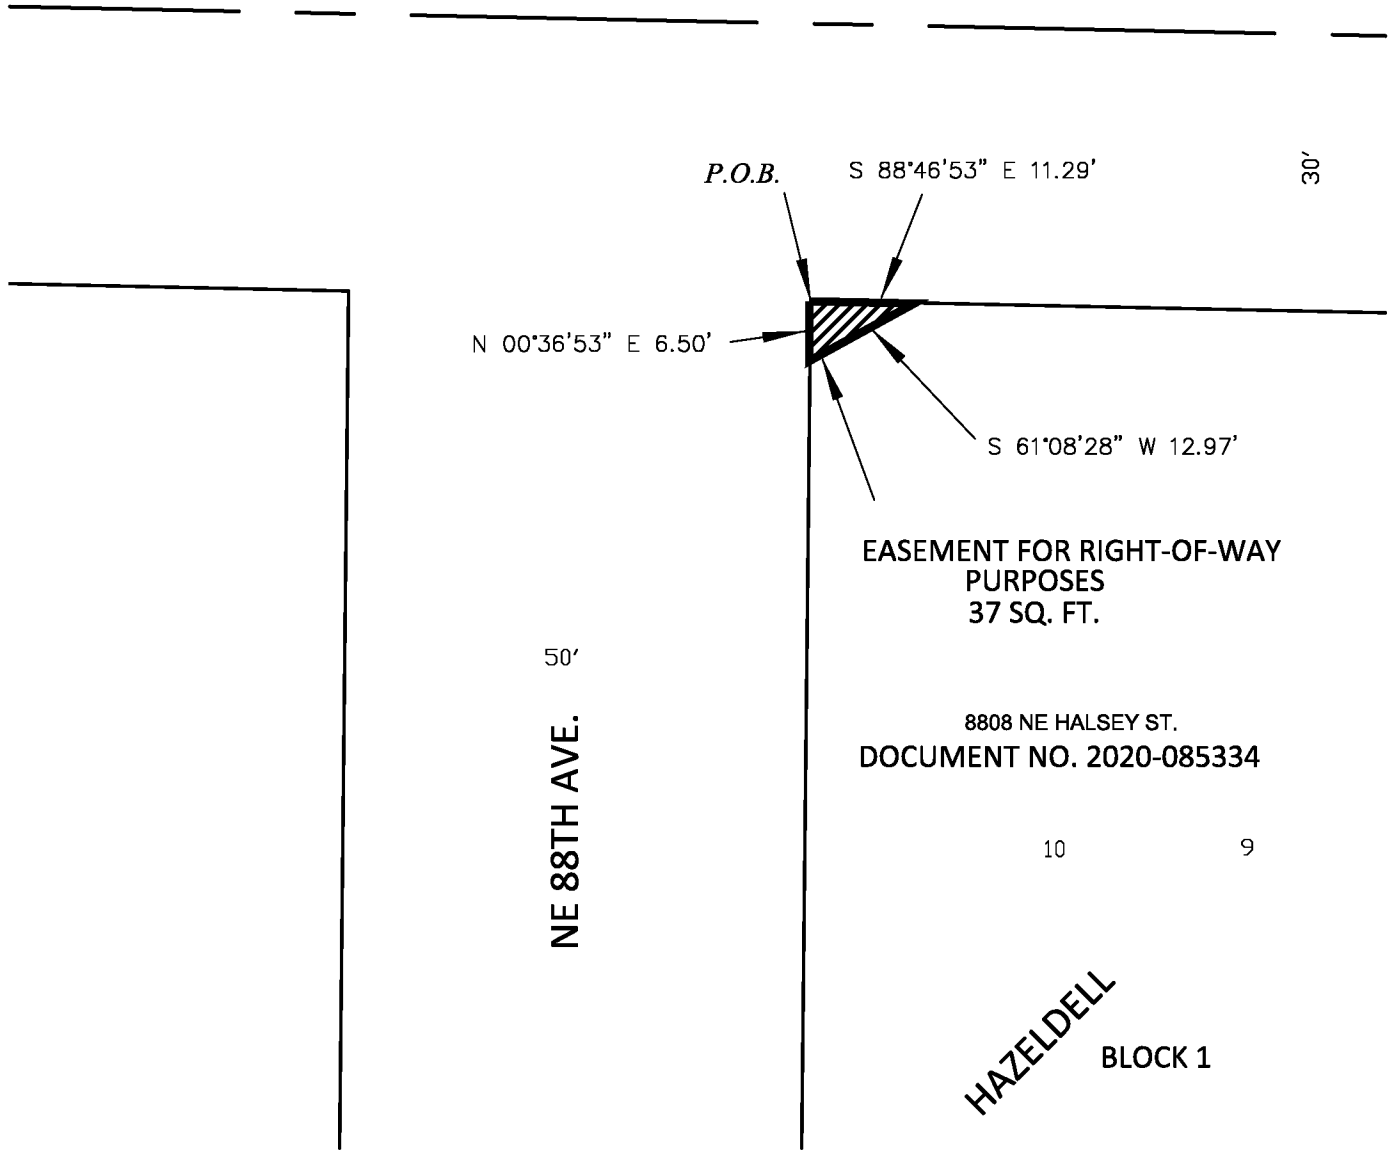 P.O.B.
S 88°46'53" E 11.29'
30'
N 00°36'53" E 6.50'
S 61°08'28" W 12.97'
EASEMENT FOR RIGHT-OF-WAY
PURPOSES
37 SQ. FT.
50'
NE 88TH AVE.
8808 NE HALSEY ST.
DOCUMENT NO. 2020-085334
10
9
HAZELDELL
BLOCK 1